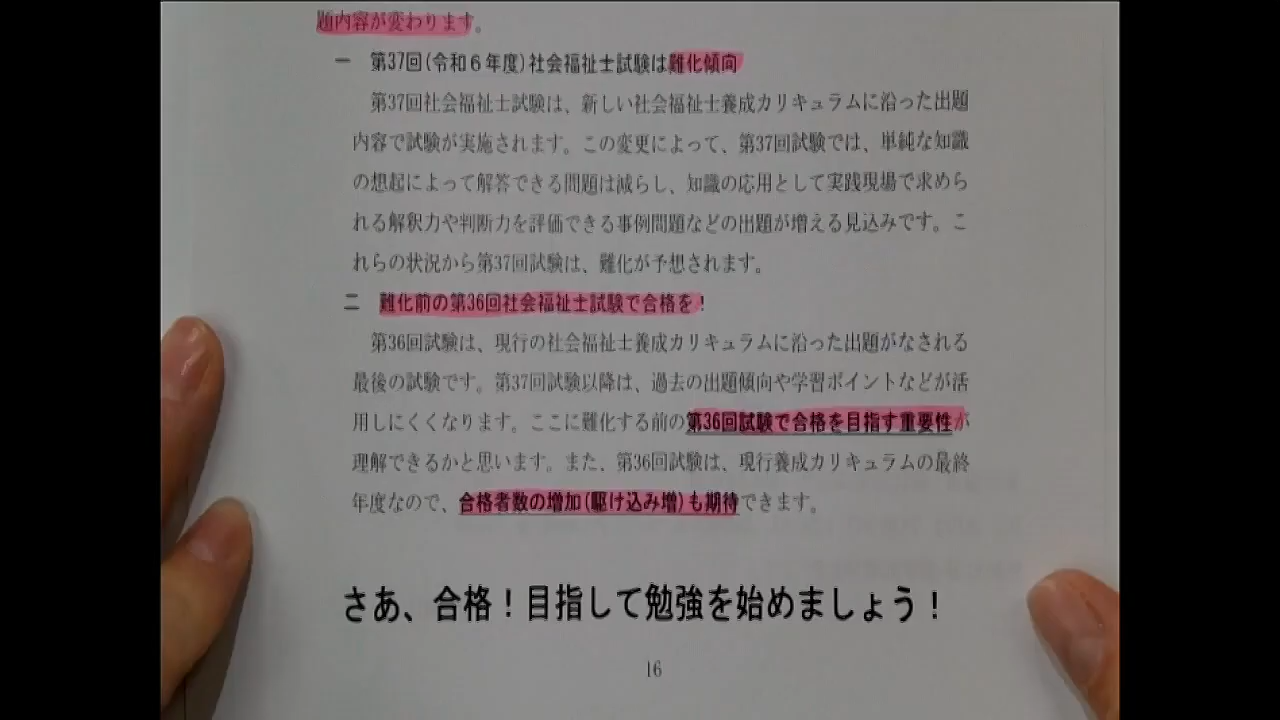 題内容が変わります。
一 第37回(令和6年度)社会福祉士試験は難化傾向
第37回社会福祉士試験は、新しい社会福祉士養成カリキュラムに沿った出題
内容で試験が実施されます。この変更によって、第37回試験では、単純な知識
の想起によって解答できる問題は減らし、知識の応用として実践現場で求めら
れる解釈力や判断力を評価できる事例問題などの出題が増える見込みです。こ
れらの状況から第37回試験は、難化が予想されます。
二 難化前の第36回社会福祉士試験で合格を!
第36回試験は、現行の社会福祉士養成カリキュラムに沿った出題がなされる
最後の試験です。第37回試験以降は、過去の出題傾向や学習ポイントなどが活
用しにくくなります。ここに難化する前の第36回試験で合格を目指す重要性が
理解できるかと思います。また、第36回試験は、現行養成カリキュラムの最終
年度なので、合格者数の増加(駆け込み増)も期待できます。
さあ、合格!目指して勉強を始めましょう!
16